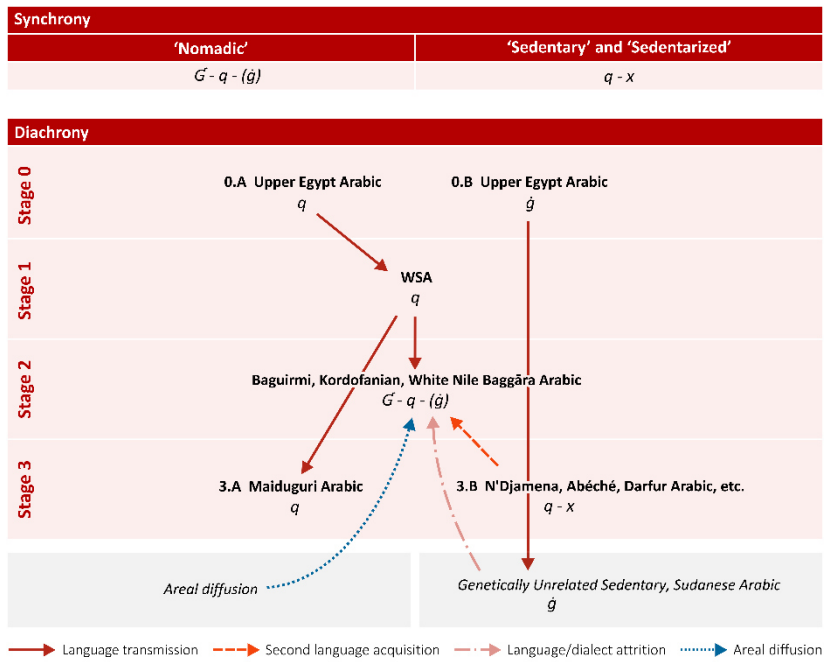 Synchrony
‘Nomadic’
‘Sedentary’ and ‘Sedentarized’
ʛ - q - (ġ)
q - x
Diachrony
Stage 0
0.A Upper Egypt Arabic
q
0.B Upper Egypt Arabic
ġ
Stage 1
WSA
q
Stage 2
Baguirmi, Kordofanian, White Nile Baggāra Arabic
ʛ - q - (ġ)
Stage 3
3.A Maiduguri Arabic
q
3.B N'Djamena, Abéché, Darfur Arabic, etc.
q - x
Areal diffusion
Genetically Unrelated Sedentary, Sudanese Arabic
ġ
Language transmission
Second language acquisition
Language/dialect attrition
Areal diffusion